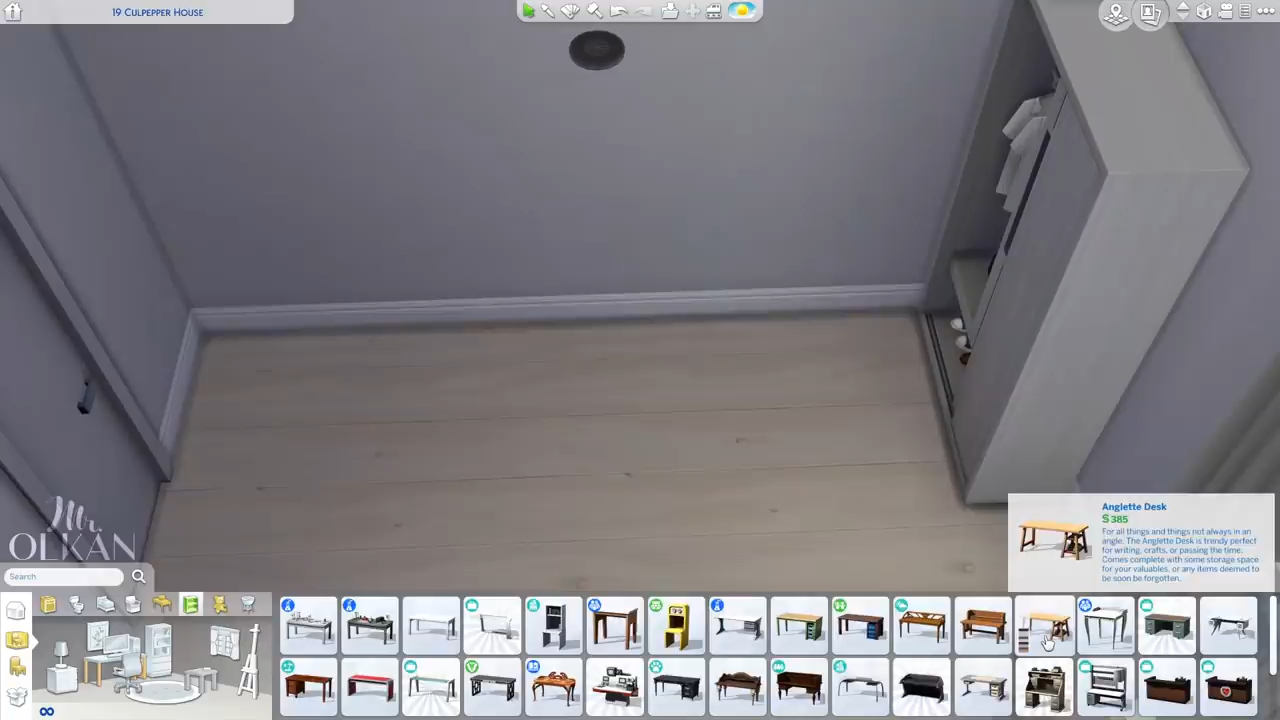 19 Culpepper House
Anglette Desk
§385
For all things and things not always in an
angle. The Anglette Desk is trendy perfect
for writing, crafts, or passing the time.
Comes complete with some storage space
for your valuables, or any items deemed to
be soon be forgotten.
Mr.
OLKAN
Search